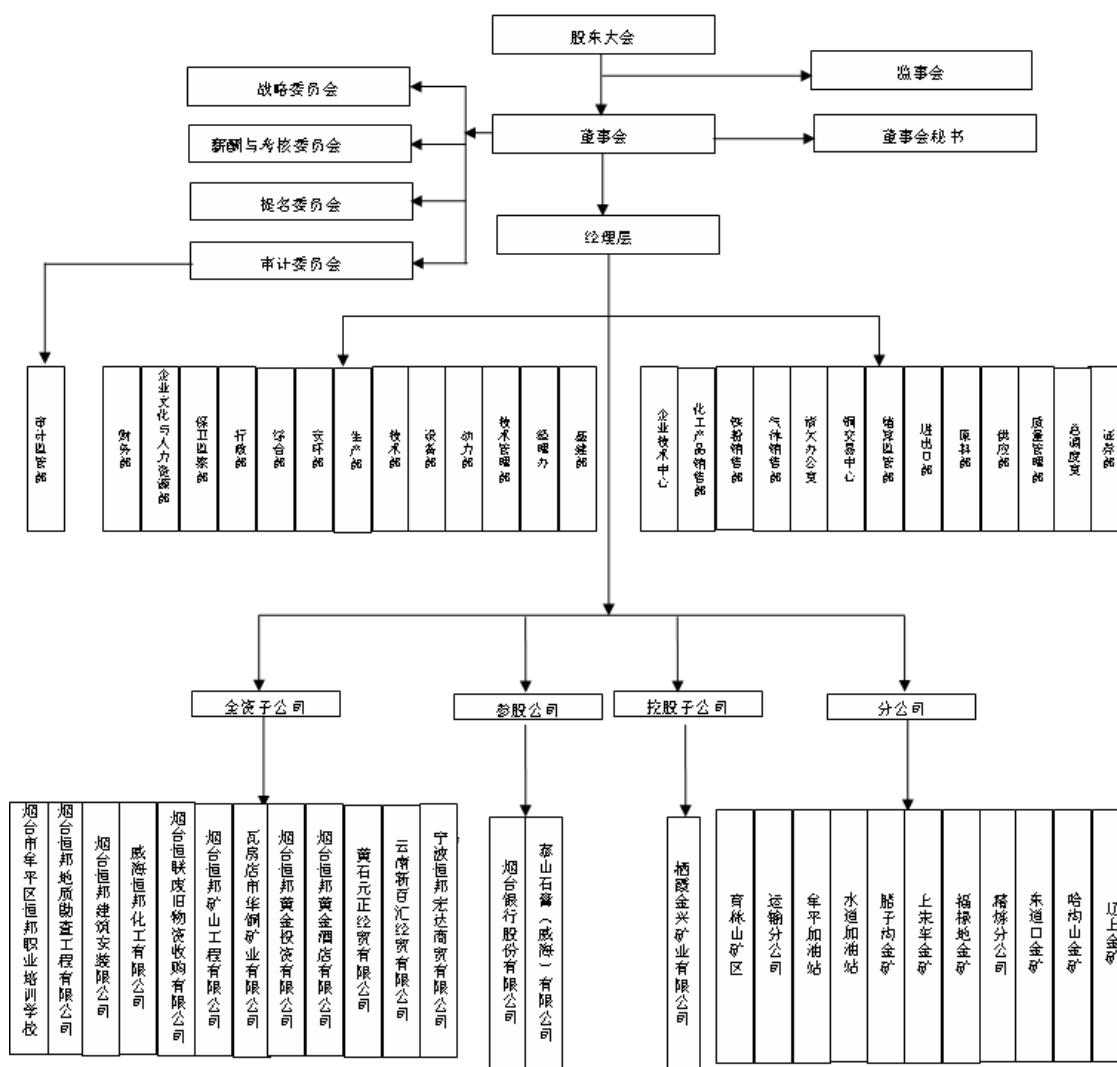 股东大会
监事会
战略委员会
董事会
董事会秘书
薪酬与考核委员会
提名委员会
经理层
审计委员会
审计监管部
财务部
企业文化与人力资源部
保卫监察部
行政部
综合部
安环部
生产部
技术部
设备部
动力部
技术管理部
经理办
基建部
企业技术中心
化工产品销售部
铁粉销售部
气体销售部
清欠办公室
铜交易中心
结算监管部
进出口部
原料部
供应部
质量管理部
总调度室
证券部
全资子公司
参股公司
控股子公司
分公司
烟台市牟平区恒邦职业培训学校
烟台恒邦地质勘查工程有限公司
烟台恒邦建筑安装限公司
威海恒邦化工有限公司
烟台恒联废旧物资收购有限公司
烟台恒邦矿山工程有限公司
瓦房店市华铜矿业有限公司
烟台恒邦黄金投资有限公司
烟台恒邦黄金酒店有限公司
黄石元正经贸有限公司
云南新百汇经贸有限公司
宁波恒邦宏达商贸有限公司
烟台银行股份有限公司
泰山石膏（威海）有限公司
栖霞金兴矿业有限公司
育林山矿区
运输分公司
牟平加油站
水道加油站
腊子沟金矿
上宋车金矿
福禄地金矿
精炼分公司
东道口金矿
哈沟山金矿
辽上金矿